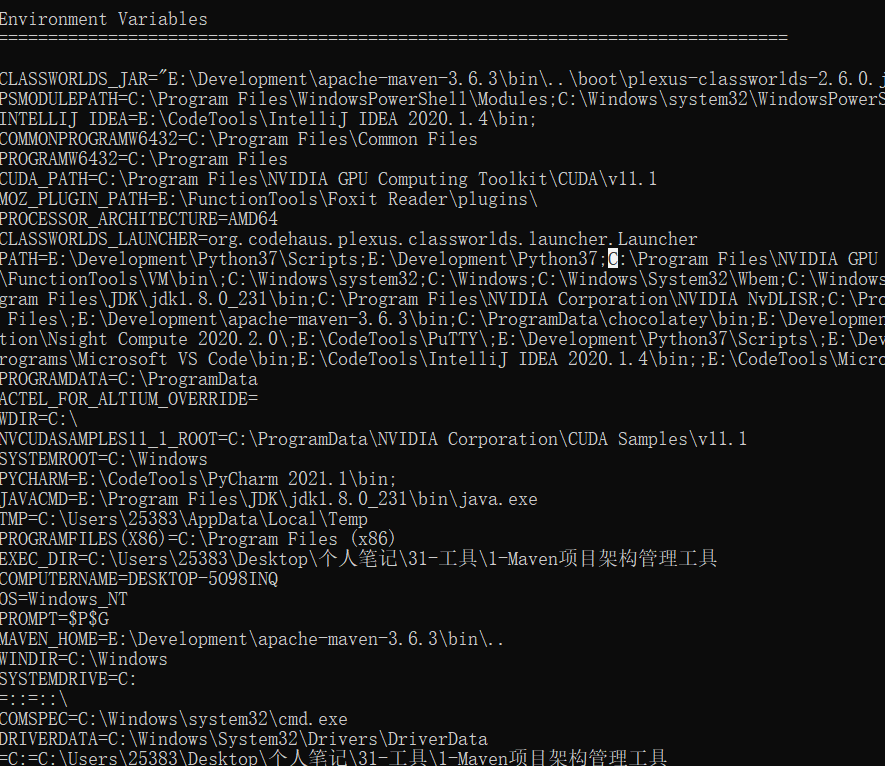 Environment Variables
===============================================================================
CLASSWORLDS_JAR="E:\Development\apache-maven-3.6.3\bin\..\boot\plexus-classworlds-2.6.0.j
PSMODULEPATH=C:\Program Files\WindowsPowerShell\Modules;C:\Windows\system32\WindowsPowerS
INTELLIJ IDEA=E:\CodeTools\IntelliJ IDEA 2020.1.4\bin;
COMMONPROGRAMW6432=C:\Program Files\Common Files
PROGRAMW6432=C:\Program Files
CUDA_PATH=C:\Program Files\NVIDIA GPU Computing Toolkit\CUDA\v11.1
MOZ_PLUGIN_PATH=E:\FunctionTools\Foxit Reader\plugins\
PROCESSOR_ARCHITECTURE=AMD64
CLASSWORLDS_LAUNCHER=org.codehaus.plexus.classworlds.launcher.Launcher
PATH=E:\Development\Python37\Scripts;E:\Development\Python37;C:\Program Files\NVIDIA GPU
\FunctionTools\VM\bin\;C:\Windows\system32;C:\Windows;C:\Windows\System32\Wbem;C:\Windows
gram Files\JDK\jdk1.8.0_231\bin;C:\Program Files\NVIDIA Corporation\NVIDIA NvDLISR;C:\Pro
 Files\;E:\Development\apache-maven-3.6.3\bin;C:\ProgramData\chocolatey\bin;E:\Developmen
tion\Nsight Compute 2020.2.0\;E:\CodeTools\PuTTY\;E:\Development\Python37\Scripts\;E:\Dev
rograms\Microsoft VS Code\bin;E:\CodeTools\IntelliJ IDEA 2020.1.4\bin;;E:\CodeTools\Micro
PROGRAMDATA=C:\ProgramData
ACTEL_FOR_ALTIUM_OVERRIDE=
WDIR=C:\
NVCUDASAMPLES11_1_ROOT=C:\ProgramData\NVIDIA Corporation\CUDA Samples\v11.1
SYSTEMROOT=C:\Windows
PYCHARM=E:\CodeTools\PyCharm 2021.1\bin;
JAVACMD=E:\Program Files\JDK\jdk1.8.0_231\bin\java.exe
TMP=C:\Users\25383\AppData\Local\Temp
PROGRAMFILES(X86)=C:\Program Files (x86)
EXEC_DIR=C:\Users\25383\Desktop\个人笔记\31-工具\1-Maven项目架构管理工具
COMPUTERNAME=DESKTOP-5O98INQ
OS=Windows_NT
PROMPT=$P$G
MAVEN_HOME=E:\Development\apache-maven-3.6.3\bin\..
WINDIR=C:\Windows
SYSTEMDRIVE=C:
=::=::\
COMSPEC=C:\Windows\system32\cmd.exe
DRIVERDATA=C:\Windows\System32\Drivers\DriverData
=C:=C:\Users\25383\Desktop\个人笔记\31-工具\1-Maven项目架构管理工具